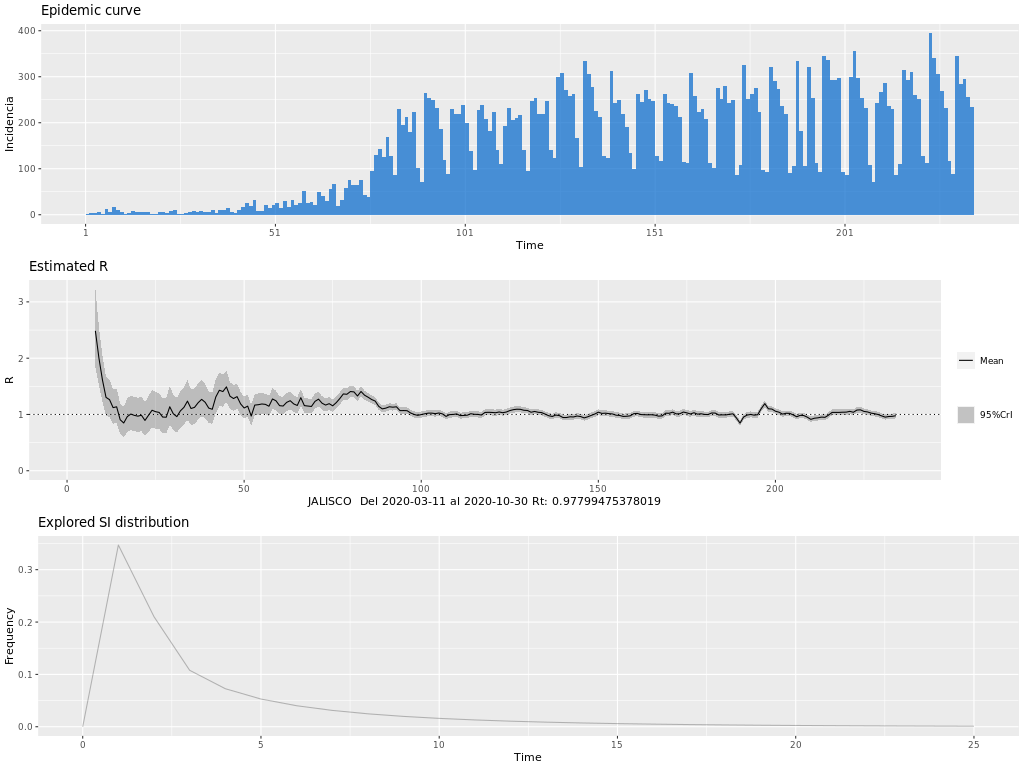 Epidemic curve
400
300
200
100
0
Incidencia
1 51 101 151 201
Time
Estimated R
3
2
1
0
R
0 50 100 150 200
JALISCO Del 2020-03-11 al 2020-10-30 Rt: 0.97799475378019
Mean
95%CrI
Explored SI distribution
0.3
0.2
0.1
0.0
Frequency
0 5 10 15 20 25
Time